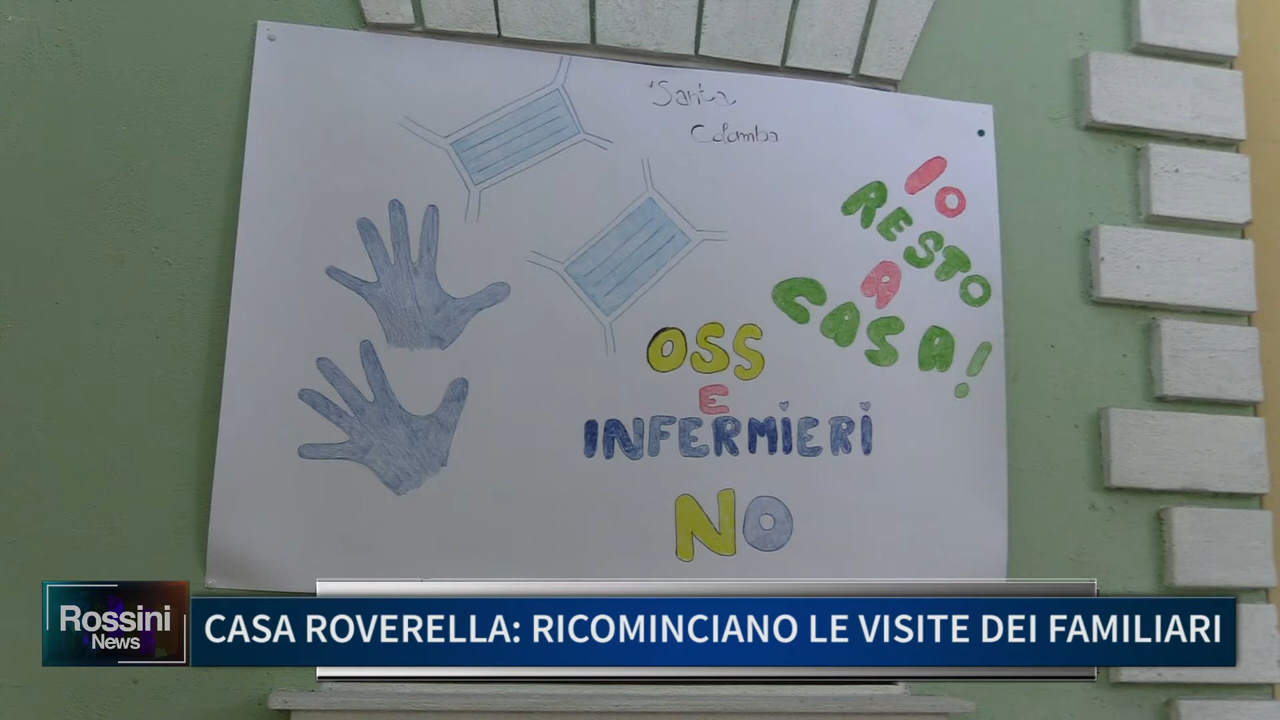 Santa
Colomba
IO
RESTO
A
CASA!
OSS
E
INFERMIERI
NO
Rossini
News
CASA ROVERELLA: RICOMINCIANO LE VISITE DEI FAMILIARI